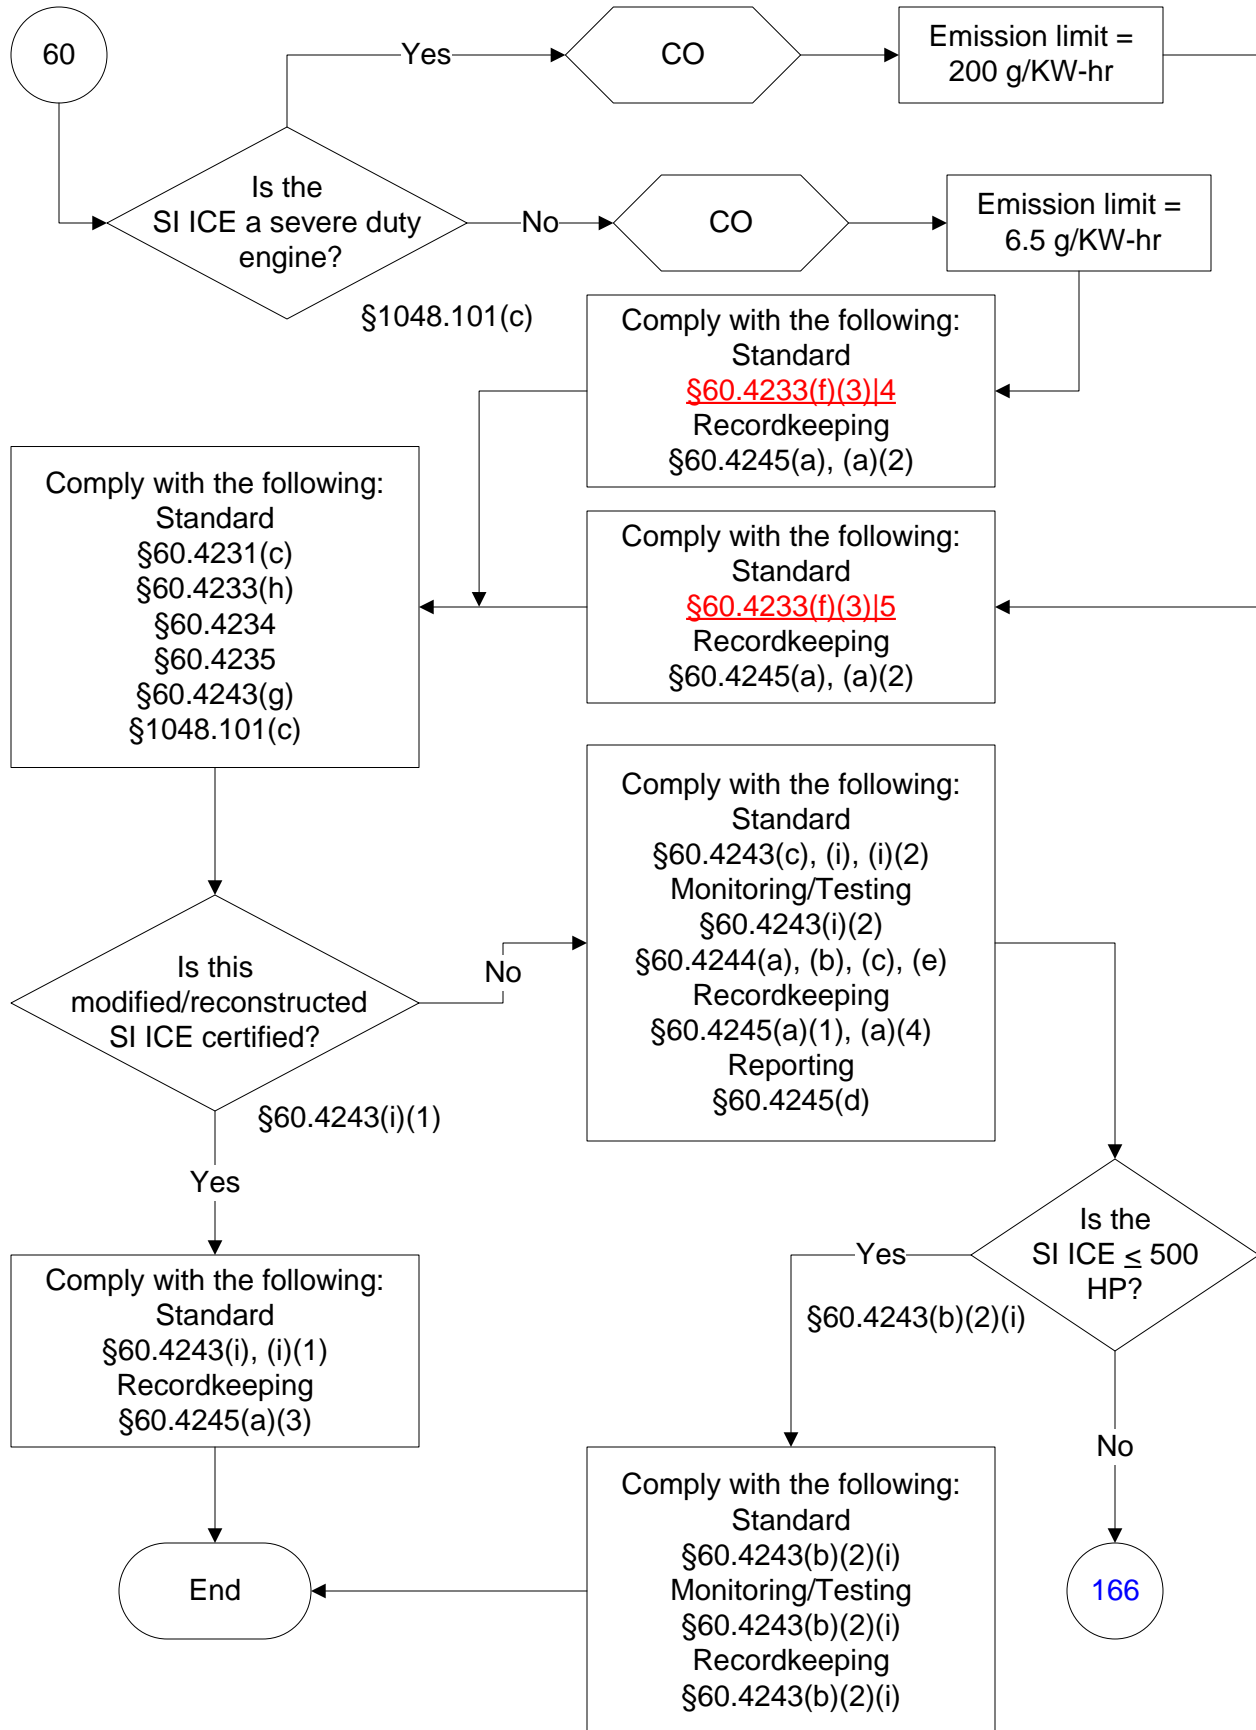 60
Yes
CO
Emission limit =
200 g/KW-hr
Is the
SI ICE a severe duty
engine?
§1048.101(c)
No
CO
Emission limit =
6.5 g/KW-hr
Comply with the following:
Standard
§60.4233(f)(3)|4
Recordkeeping
§60.4245(a), (a)(2)
Comply with the following:
Standard
§60.4233(f)(3)|5
Recordkeeping
§60.4245(a), (a)(2)
Comply with the following:
Standard
§60.4231(c)
§60.4233(h)
§60.4234
§60.4235
§60.4243(g)
§1048.101(c)
Is this
modified/reconstructed
SI ICE certified?
§60.4243(i)(1)
No
Comply with the following:
Standard
§60.4243(c), (i), (i)(2)
Monitoring/Testing
§60.4243(i)(2)
§60.4244(a), (b), (c), (e)
Recordkeeping
§60.4245(a)(1), (a)(4)
Reporting
§60.4245(d)
Yes
Comply with the following:
Standard
§60.4243(i), (i)(1)
Recordkeeping
§60.4245(a)(3)
Is the
SI ICE ≤ 500
HP?
§60.4243(b)(2)(i)
Yes
No
Comply with the following:
Standard
§60.4243(b)(2)(i)
Monitoring/Testing
§60.4243(b)(2)(i)
Recordkeeping
§60.4243(b)(2)(i)
End
166